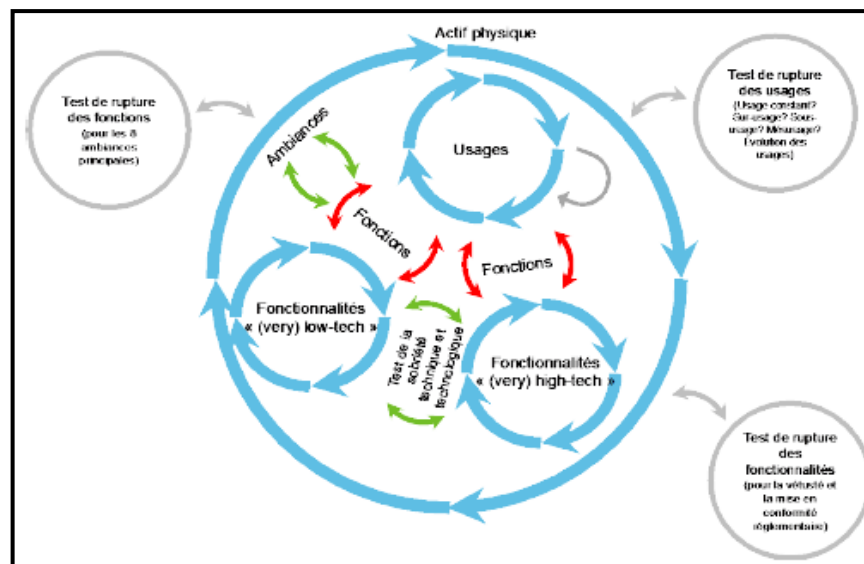 Actif physique
Test de rupture
des fonctions
(pour les 8
ambiances
principales)
Test de rupture
des usages
(Usage constant?
Sur-usage? Sous-
usage? Mésusage?
Evolution des
usages)
Ambiances
Usages
Fonctions
Fonctions
Fonctionnalités
« (very) low-tech »
Test de la
sobriété
technique et
technologique
Fonctionnalités
« (very) high-tech »
Test de rupture
des
fonctionnalités
(pour la vétusté et
la mise en
conformité
réglementaire)